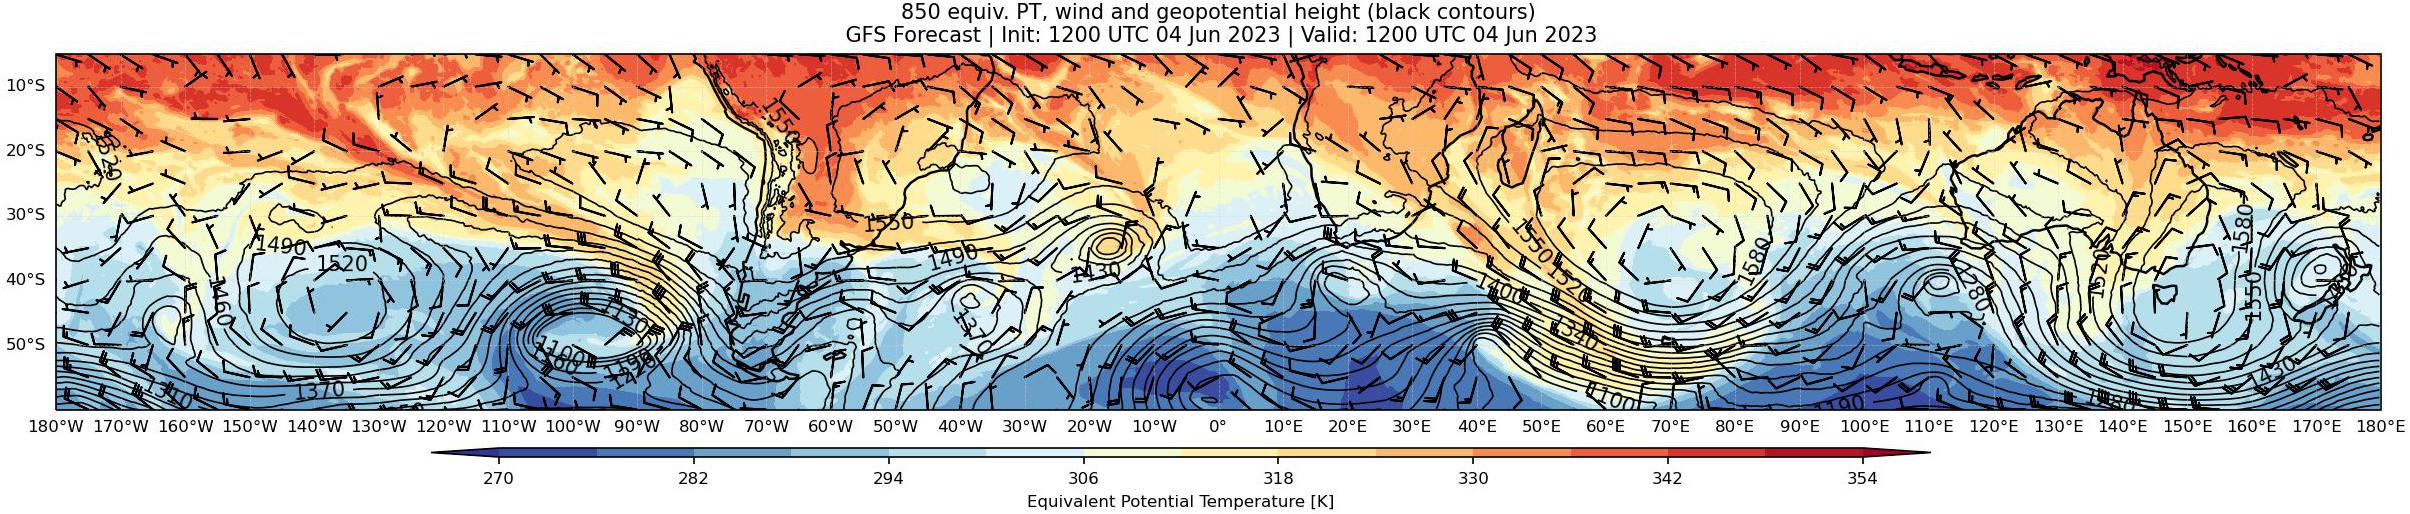 850 equiv. PT, wind and geopotential height (black contours)
GFS Forecast | Init: 1200 UTC 04 Jun 2023 | Valid: 1200 UTC 04 Jun 2023
10°S
20°S
30°S
40°S
50°S
1520
1550
1550
1490
1520
1490
1430
1550
1520
1580
1580
1400
1280
1520
1550
1460
1130
1370
1340
1100
1310
1370
1100
1190
1430
180°W 170°W 160°W 150°W 140°W 130°W 120°W 110°W 100°W 90°W 80°W 70°W 60°W 50°W 40°W 30°W 20°W 10°W 0° 10°E 20°E 30°E 40°E 50°E 60°E 70°E 80°E 90°E 100°E 110°E 120°E 130°E 140°E 150°E 160°E 170°E 180°E
270 282 294 306 318 330 342 354
Equivalent Potential Temperature [K]